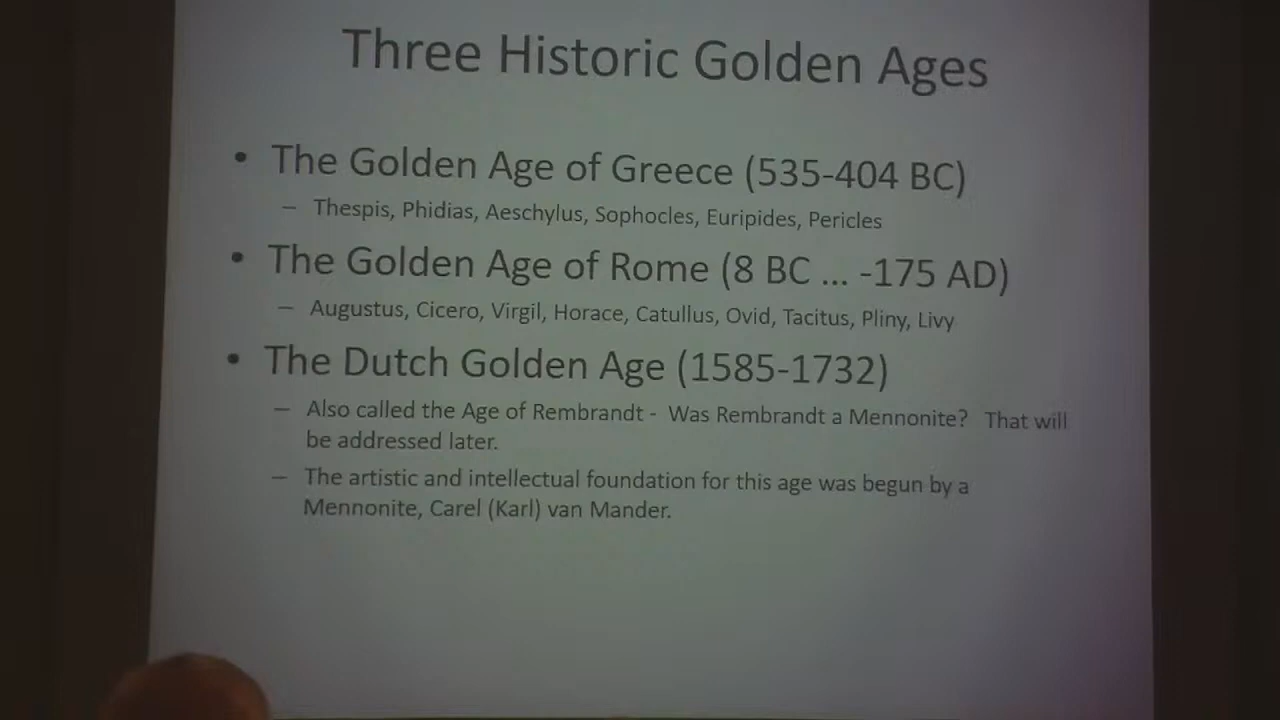 Three Historic Golden Ages
• The Golden Age of Greece (535-404 BC)
– Thespis, Phidias, Aeschylus, Sophocles, Euripides, Pericles
• The Golden Age of Rome (8 BC ... -175 AD)
– Augustus, Cicero, Virgil, Horace, Catullus, Ovid, Tacitus, Pliny, Livy
• The Dutch Golden Age (1585-1732)
– Also called the Age of Rembrandt - Was Rembrandt a Mennonite? That will
be addressed later.
– The artistic and intellectual foundation for this age was begun by a
Mennonite, Carel (Karl) van Mander.